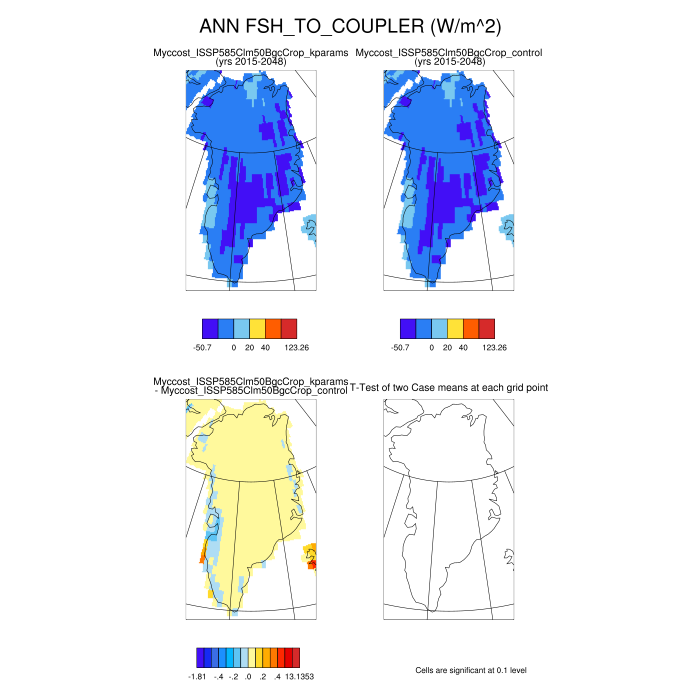 ANN FSH_TO_COUPLER (W/m^2)
Myccost_ISSP585Clm50BgcCrop_kparams
(yrs 2015-2048)
Myccost_ISSP585Clm50BgcCrop_control
(yrs 2015-2048)
-50.7 0 20 40 123.26
-50.7 0 20 40 123.26
Myccost_ISSP585Clm50BgcCrop_kparams
- Myccost_ISSP585Clm50BgcCrop_control
T-Test of two Case means at each grid point
-1.81 -.4 -.2 .0 .2 .4 13.1353
Cells are significant at 0.1 level